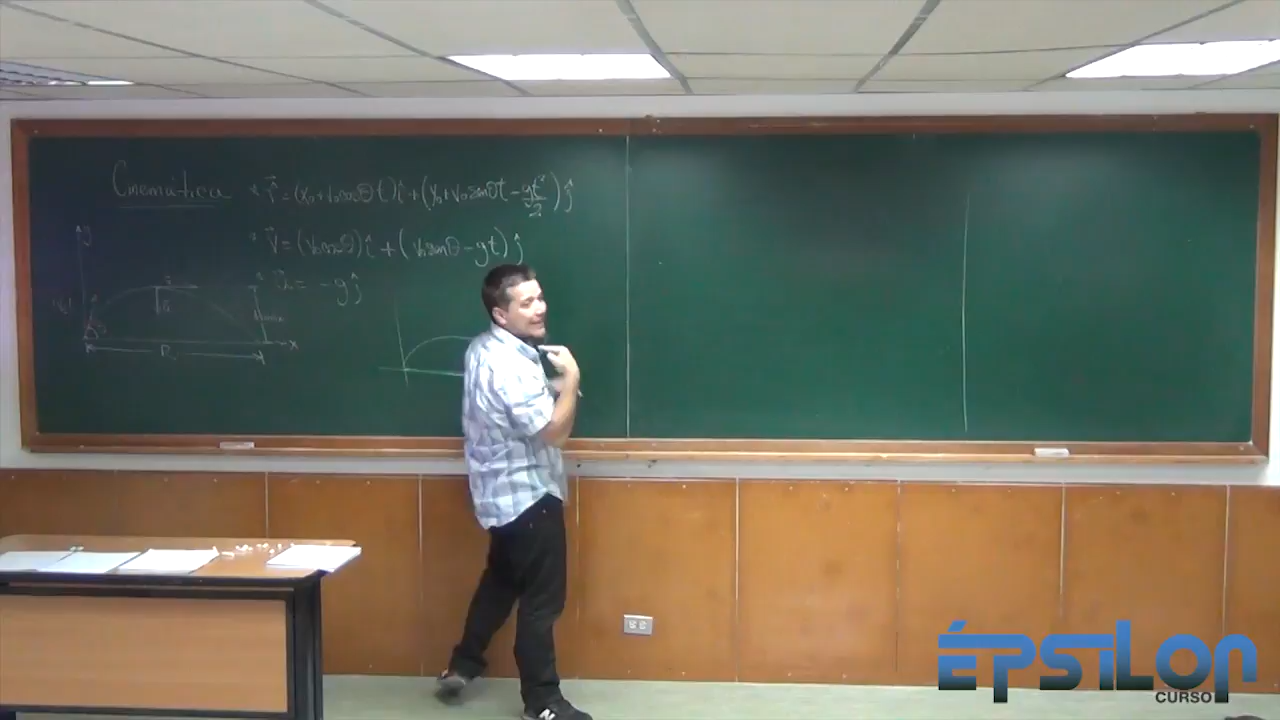 Cinemática
* r⃗ = (x₀+v₀cosθ t) î + (y₀+v₀senθ t - gt²/2) ĵ
* v⃗ = (v₀cosθ) î + (v₀senθ - gt) ĵ
* a⃗ = -g ĵ
y
R
x
ÉPSILON
CURSO